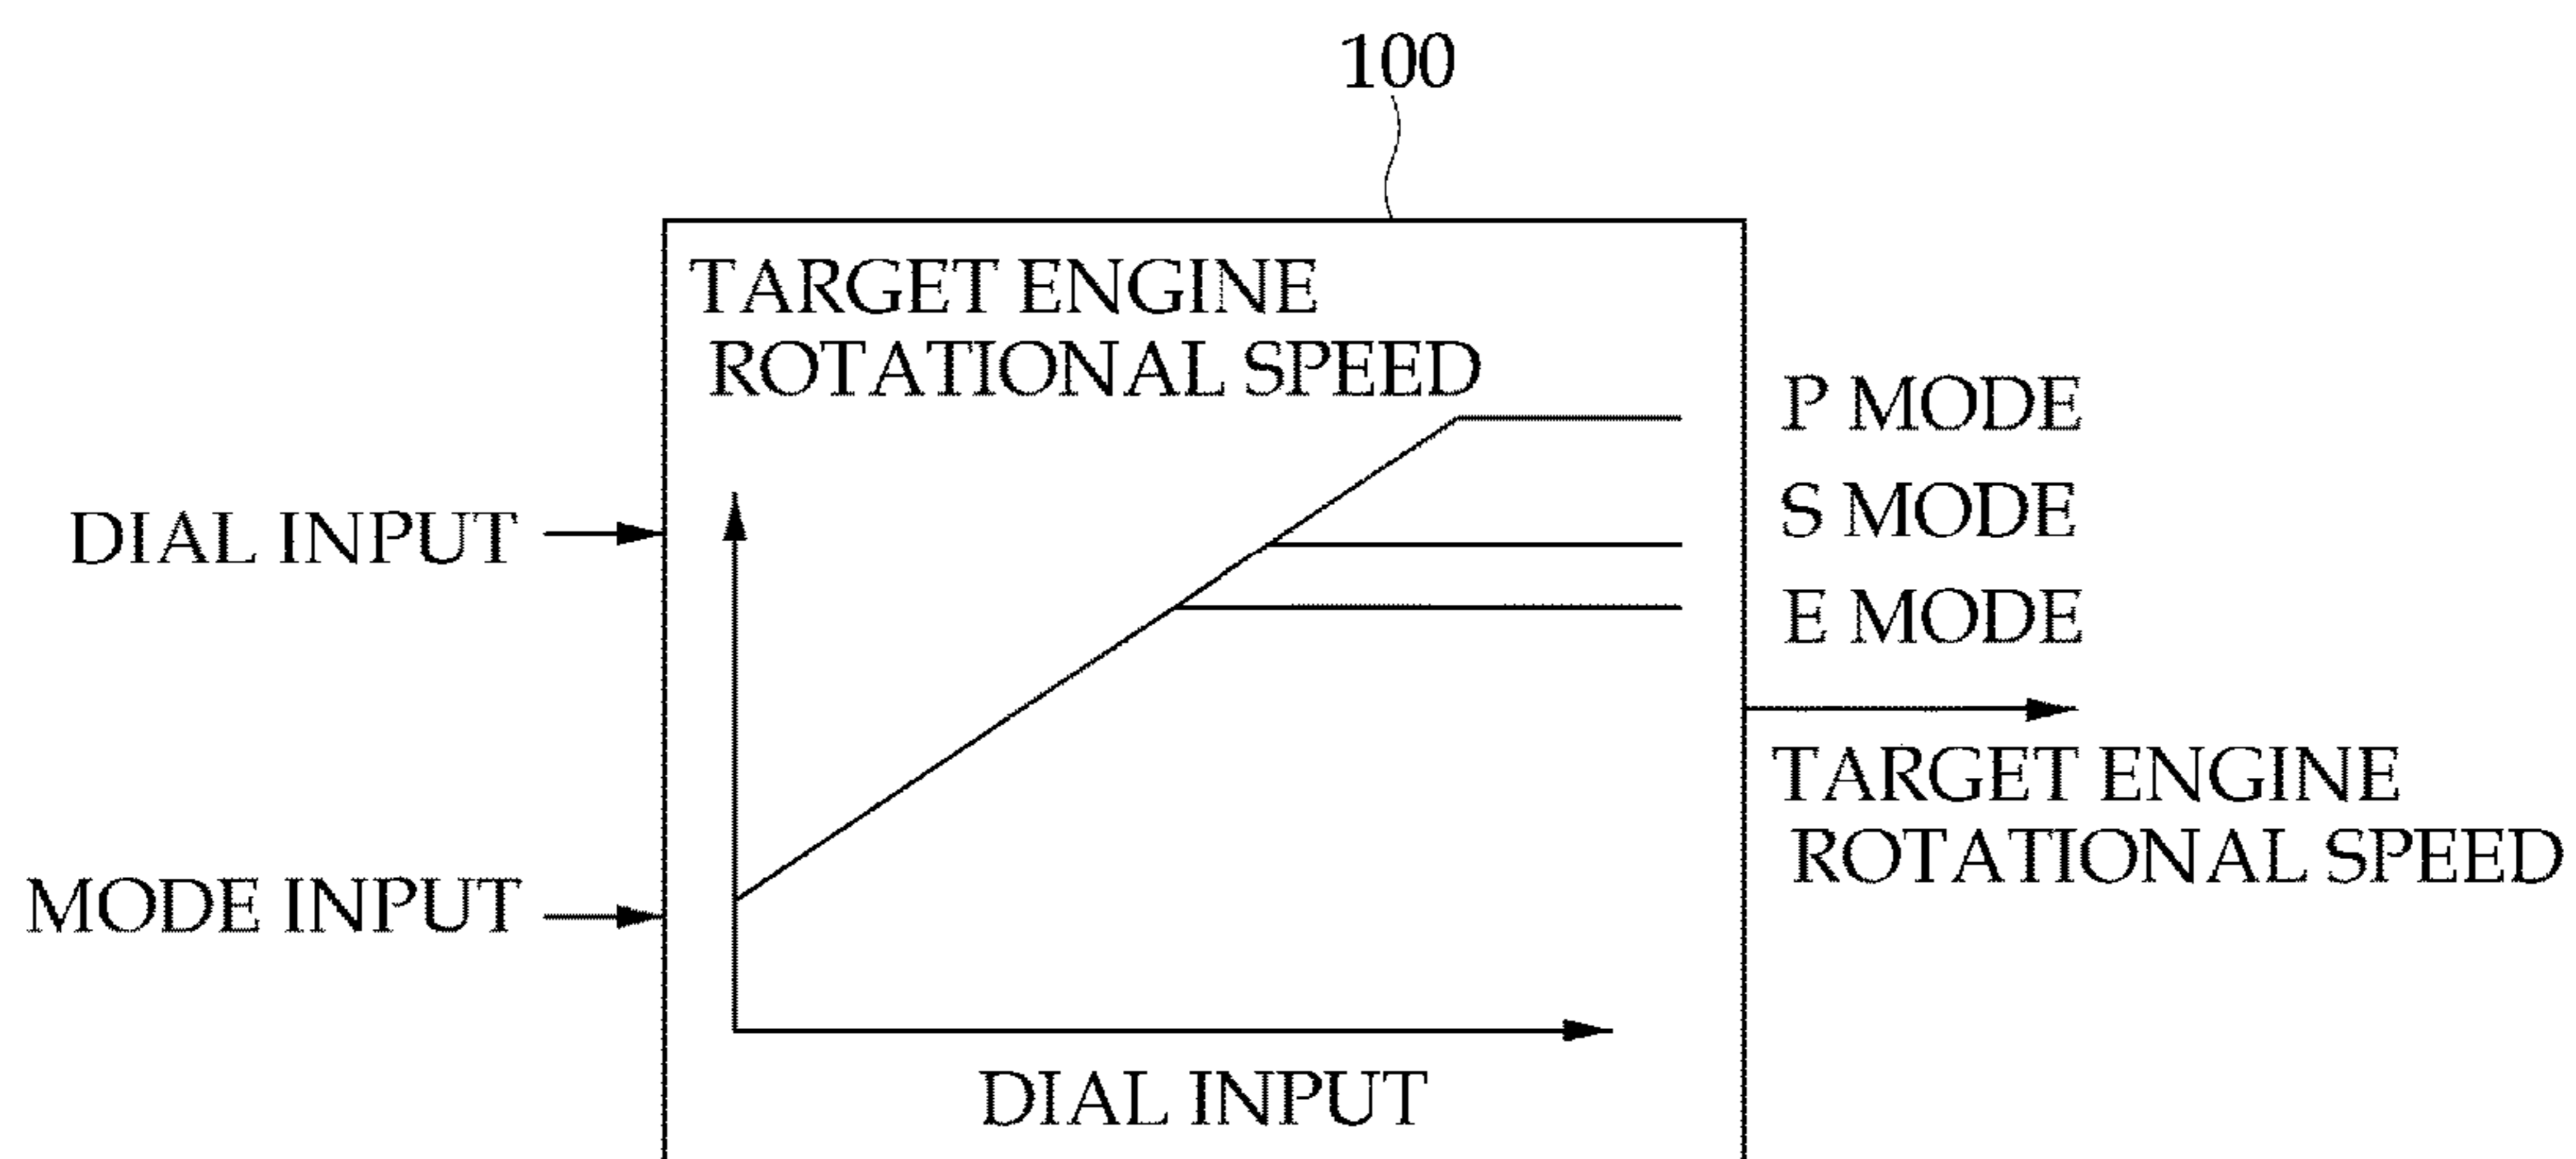 100
TARGET ENGINE
ROTATIONAL SPEED
P MODE
S MODE
E MODE
DIAL INPUT
MODE INPUT
TARGET ENGINE
ROTATIONAL SPEED
DIAL INPUT